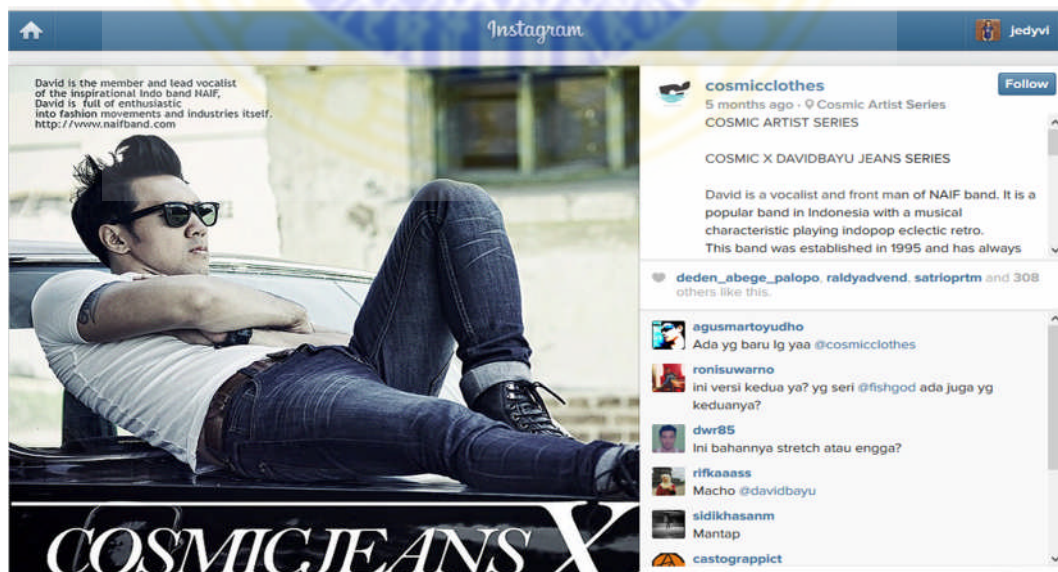 Instagram
jedyvi
David is the member and lead vocalist
of the inspirational Indo band NAIF,
David is full of enthusiastic
into fashion movements and industries itself.
http://www.naifband.com
COSMICJEANS X
cosmicclothes
Follow
5 months ago · Cosmic Artist Series
COSMIC ARTIST SERIES
COSMIC X DAVIDBAYU JEANS SERIES
David is a vocalist and front man of NAIF band. It is a
popular band in Indonesia with a musical
characteristic playing indopop eclectic retro.
This band was established in 1995 and has always
deden_abege_palopo, raldyadvend, satrioprtm and 308
others like this.
agusmartoyudho
Ada yg baru lg yaa @cosmicclothes
ronisuwarno
ini versi kedua ya? yg seri @fishgod ada juga yg
keduanya?
dwr85
Ini bahannya stretch atau engga?
rifkaaass
Macho @davidbayu
sidikhasanm
Mantap
castograppict